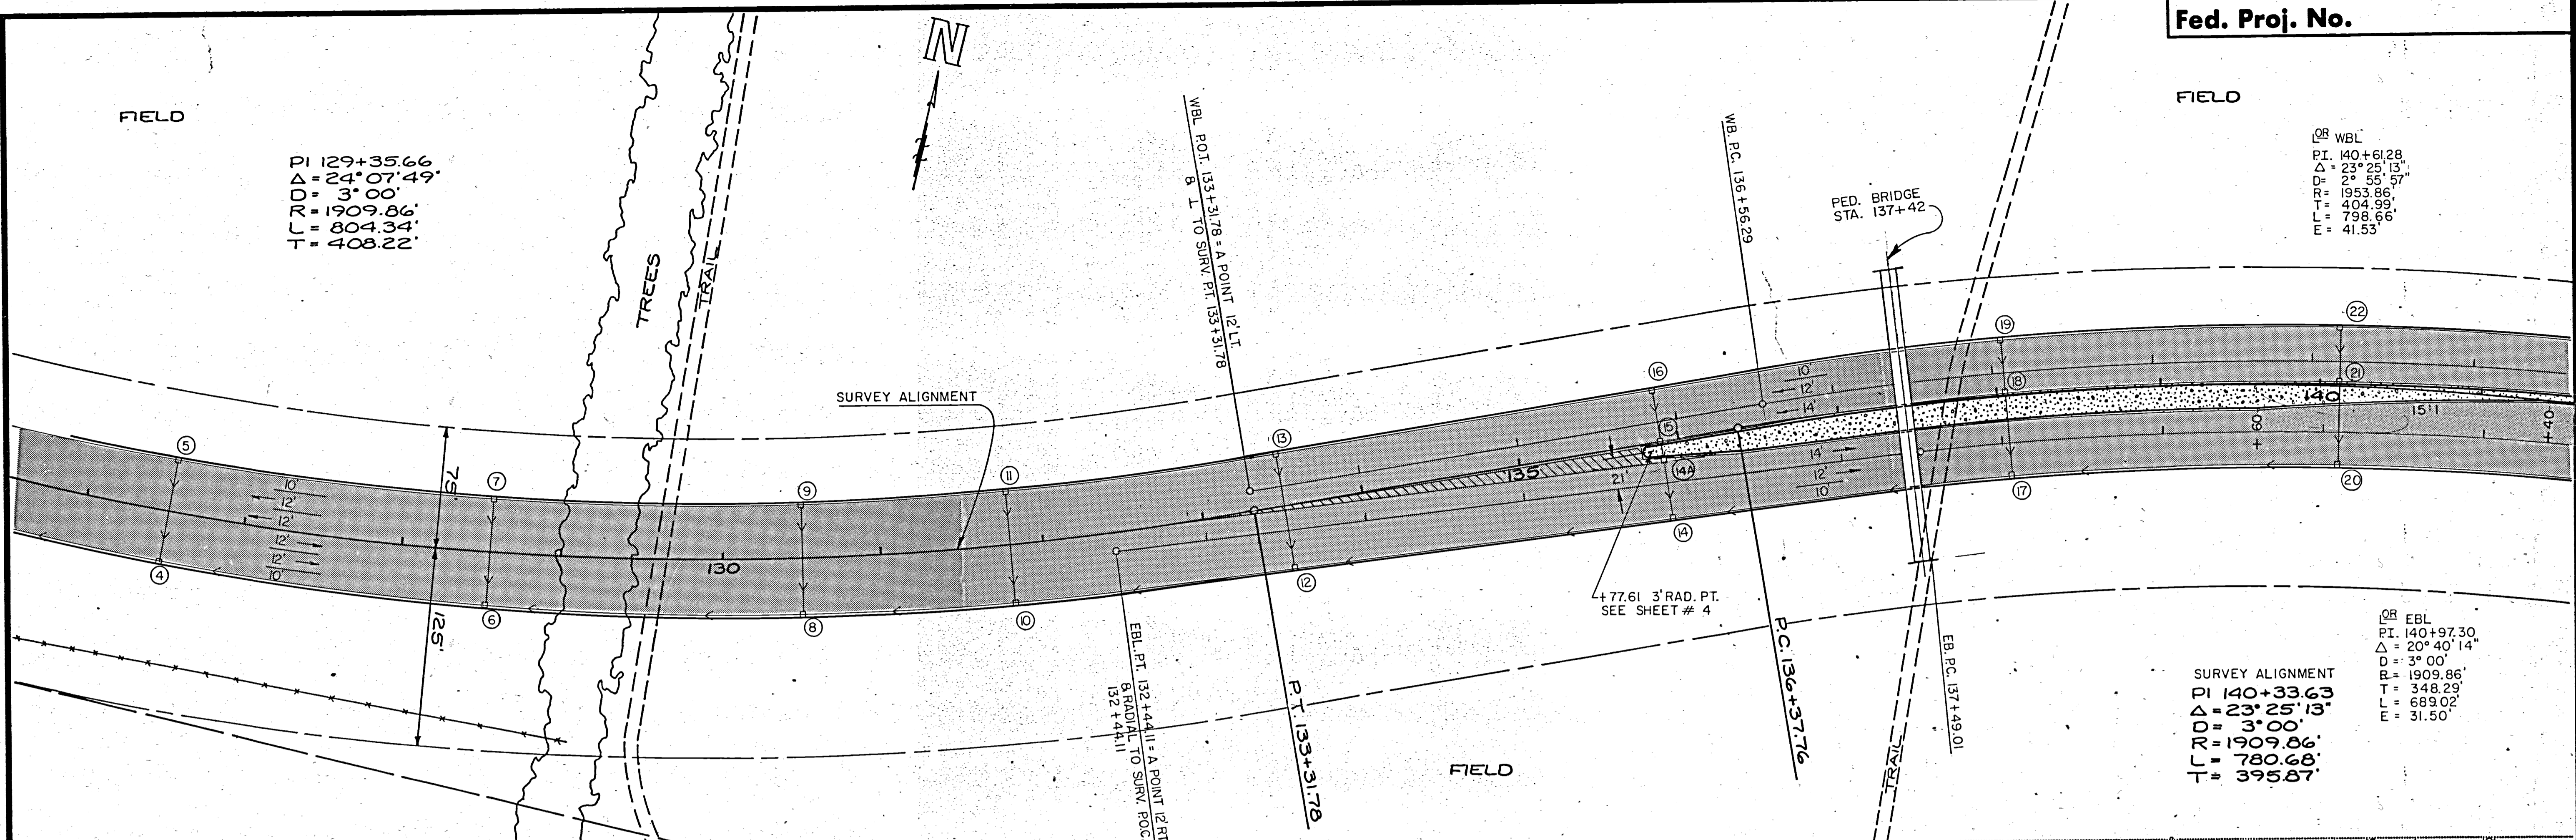 Fed. Proj. No.
N
FIELD
PI 129+35.66
Δ = 24° 07' 49"
D = 3° 00'
R = 1909.86'
L = 804.34'
T = 408.22'
TREES
TRAIL
WBL P.O.T. 133+31.78 = A POINT 12' LT.
& ⊥ TO SURV. PT. 133+31.78
WB. P.C. 136+56.29
PED. BRIDGE
STA. 137+42
FIELD
LOR WBL
P.I. 140+61.28
Δ = 23° 25' 13"
D= 2° 55' 57"
R= 1953.86'
T= 404.99'
L= 798.66'
E= 41.53'
SURVEY ALIGNMENT
5
7
9
11
13
16
19
22
15
18
21
14A
4
6
8
10
12
14
17
20
10'
12'
12'
12'
12'
10'
75'
125'
130
135
140
21'
10'
12'
14'
14'
12'
10'
15:1
+60
+40
+77.61 3' RAD. PT.
SEE SHEET # 4
EBL. P.T. 132+44.11 = A POINT 12' RT
& RADIAL TO SURV. P.O.C.
132+44.11
P.T. 133+31.78
P.C. 136+37.76
EB. P.C. 137+49.01
FIELD
TRAIL
LOR EBL
P.I. 140+97.30
Δ = 20° 40' 14"
D = 3° 00'
R = 1909.86'
T = 348.29'
L = 689.02'
E = 31.50'
SURVEY ALIGNMENT
PI 140+33.63
Δ = 23° 25' 13"
D = 3° 00'
R = 1909.86'
L = 780.68'
T = 395.87'